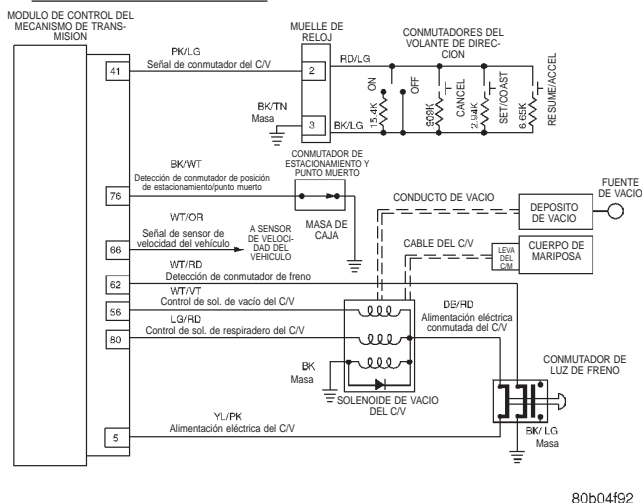 MODULO DE CONTROL DEL
MECANISMO DE TRANS-
MISION
PK/LG
41
Señal de conmutador del C/V
MUELLE DE
RELOJ
2
3
RD/LG
BK/TN
Masa
BK/LG
CONMUTADORES DEL
VOLANTE DE DIREC-
CION
ON
OFF
15.4K
909K
CANCEL
2.94K
SET/COAST
6.65K
RESUME/ACCEL
BK/WT
76
Detección de conmutador de posición
de estacionamiento/punto muerto
CONMUTADOR DE
ESTACIONAMIENTO Y
PUNTO MUERTO
MASA DE
CAJA
WT/OR
66
Señal de sensor de
velocidad del vehículo
A SENSOR
DE VELOCI-
DAD DEL
VEHICULO
WT/RD
62
Detección de conmutador de freno
WT/VT
56
Control de sol. de vacío del C/V
LG/RD
80
Control de sol. de respiradero del C/V
CONDUCTO DE VACIO
DEPOSITO
DE VACIO
FUENTE
DE VACIO
CABLE DEL C/V
LEVA
DEL
C/M
CUERPO DE
MARIPOSA
DB/RD
Alimentación eléctrica
conmutada del C/V
BK
Masa
SOLENOIDE DE VACIO
DEL C/V
CONMUTADOR DE
LUZ DE FRENO
BK/LG
Masa
YL/PK
5
Alimentación eléctrica del C/V
80b04f92